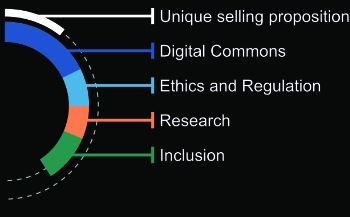 Unique selling proposition
Digital Commons
Ethics and Regulation
Research
Inclusion